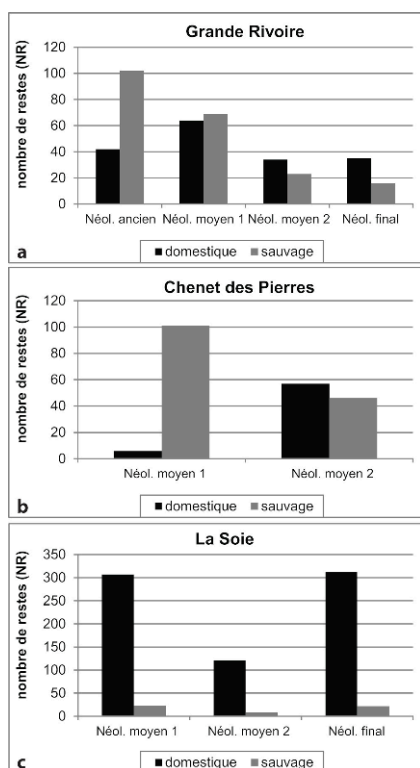 Grande Rivoire
nombre de restes (NR)
120
100
80
60
40
20
0
Néol. ancien Néol. moyen 1 Néol. moyen 2 Néol. final
a
domestique sauvage
Chenet des Pierres
nombre de restes (NR)
120
100
80
60
40
20
0
Néol. moyen 1 Néol. moyen 2
b
domestique sauvage
La Soie
nombre de restes (NR)
350
300
250
200
150
100
50
0
Néol. moyen 1 Néol. moyen 2 Néol. final
c
domestique sauvage